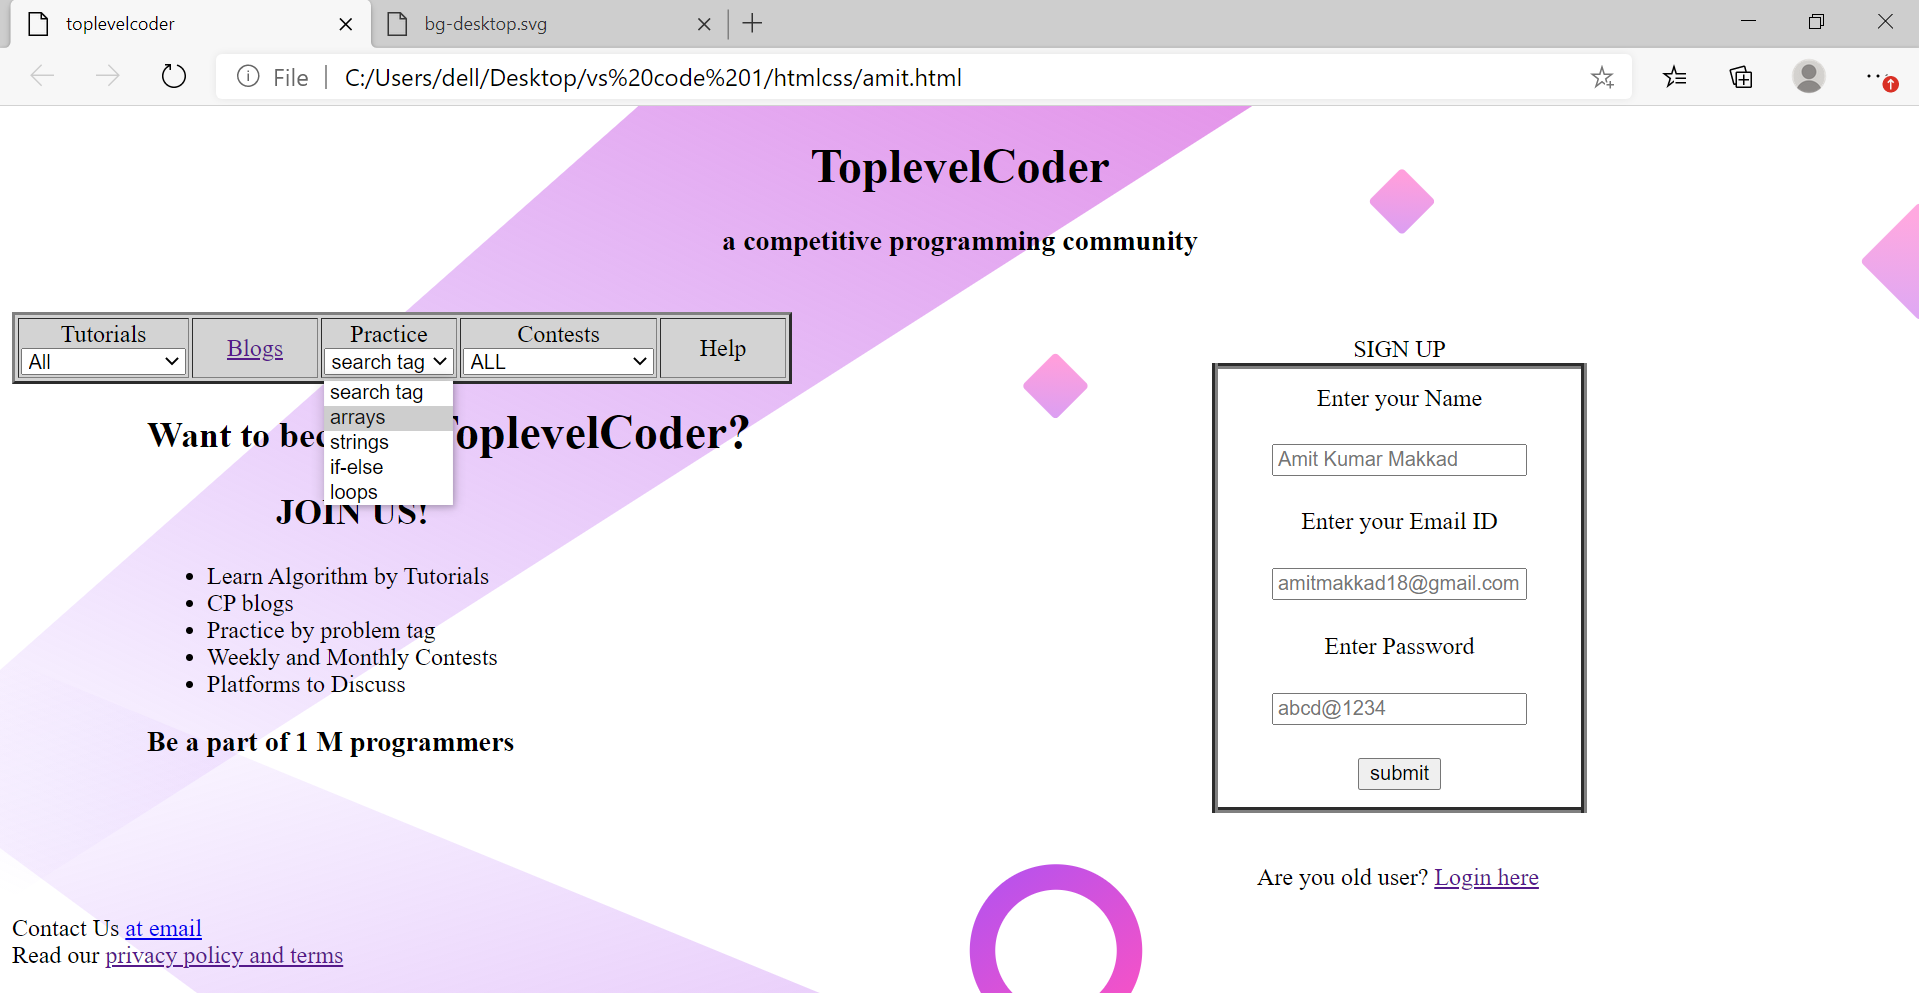 toplevelcoder
bg-desktop.svg
File | C:/Users/dell/Desktop/vs%20code%201/htmlcss/amit.html
ToplevelCoder
a competitive programming community
Tutorials Blogs Practice Contests Help
All search tag ALL
search tag
arrays
strings
if-else
loops
Want to bec ToplevelCoder?
JOIN US!
• Learn Algorithm by Tutorials
• CP blogs
• Practice by problem tag
• Weekly and Monthly Contests
• Platforms to Discuss
Be a part of 1 M programmers
SIGN UP
Enter your Name
Amit Kumar Makkad
Enter your Email ID
amitmakkad18@gmail.com
Enter Password
abcd@1234
submit
Are you old user? Login here
Contact Us at email
Read our privacy policy and terms